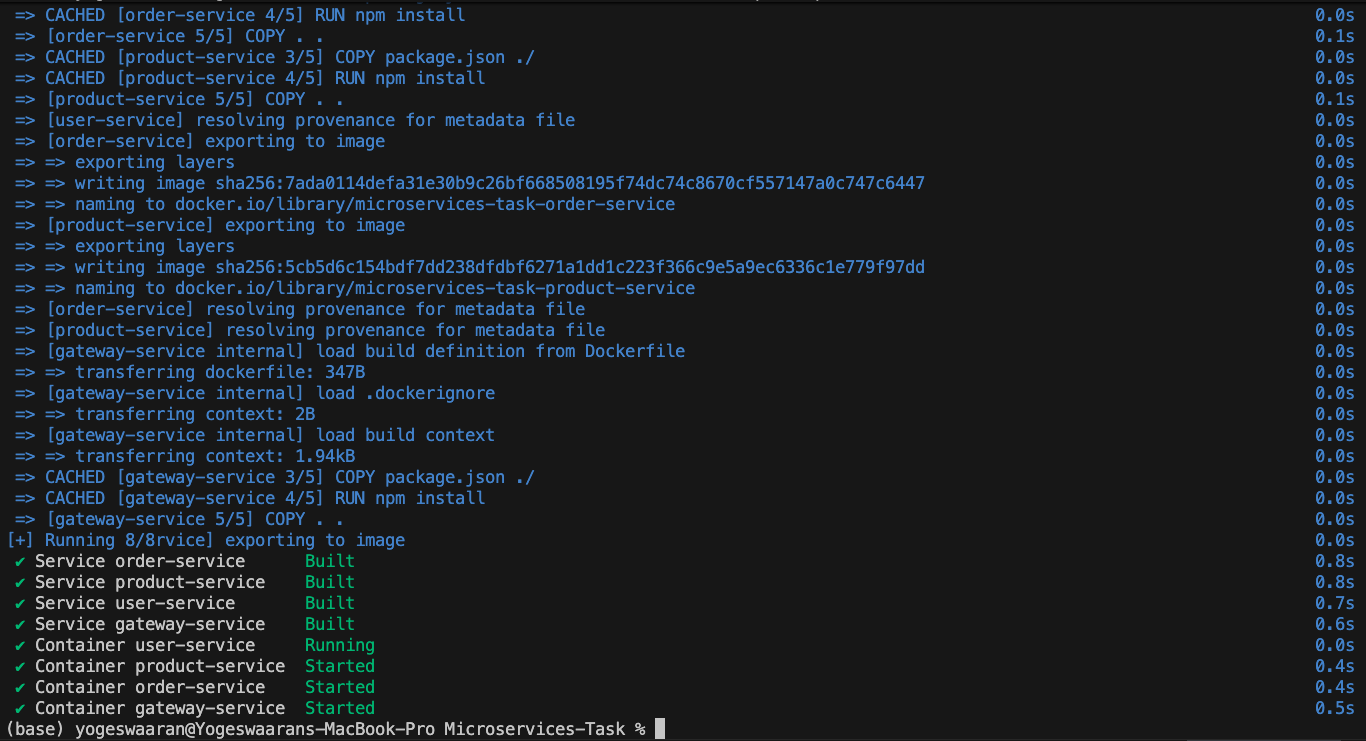 => CACHED [order-service 4/5] RUN npm install 0.0s
=> [order-service 5/5] COPY . . 0.1s
=> CACHED [product-service 3/5] COPY package.json ./ 0.0s
=> CACHED [product-service 4/5] RUN npm install 0.0s
=> [product-service 5/5] COPY . . 0.1s
=> [user-service] resolving provenance for metadata file 0.0s
=> [order-service] exporting to image 0.0s
=> => exporting layers 0.0s
=> => writing image sha256:7ada0114defa31e30b9c26bf668508195f74dc74c8670cf557147a0c747c6447 0.0s
=> => naming to docker.io/library/microservices-task-order-service 0.0s
=> [product-service] exporting to image 0.0s
=> => exporting layers 0.0s
=> => writing image sha256:5cb5d6c154bdf7dd238dfdbf6271a1dd1c223f366c9e5a9ec6336c1e779f97dd 0.0s
=> => naming to docker.io/library/microservices-task-product-service 0.0s
=> [order-service] resolving provenance for metadata file 0.0s
=> [product-service] resolving provenance for metadata file 0.0s
=> [gateway-service internal] load build definition from Dockerfile 0.0s
=> => transferring dockerfile: 347B 0.0s
=> [gateway-service internal] load .dockerignore 0.0s
=> => transferring context: 2B 0.0s
=> [gateway-service internal] load build context 0.0s
=> => transferring context: 1.94kB 0.0s
=> CACHED [gateway-service 3/5] COPY package.json ./ 0.0s
=> CACHED [gateway-service 4/5] RUN npm install 0.0s
=> [gateway-service 5/5] COPY . . 0.0s
[+] Running 8/8rvice] exporting to image 0.0s
✔ Service order-service Built 0.8s
✔ Service product-service Built 0.8s
✔ Service user-service Built 0.7s
✔ Service gateway-service Built 0.6s
✔ Container user-service Running 0.0s
✔ Container product-service Started 0.4s
✔ Container order-service Started 0.4s
✔ Container gateway-service Started 0.5s
(base) yogeswaaran@Yogeswaarans-MacBook-Pro Microservices-Task %